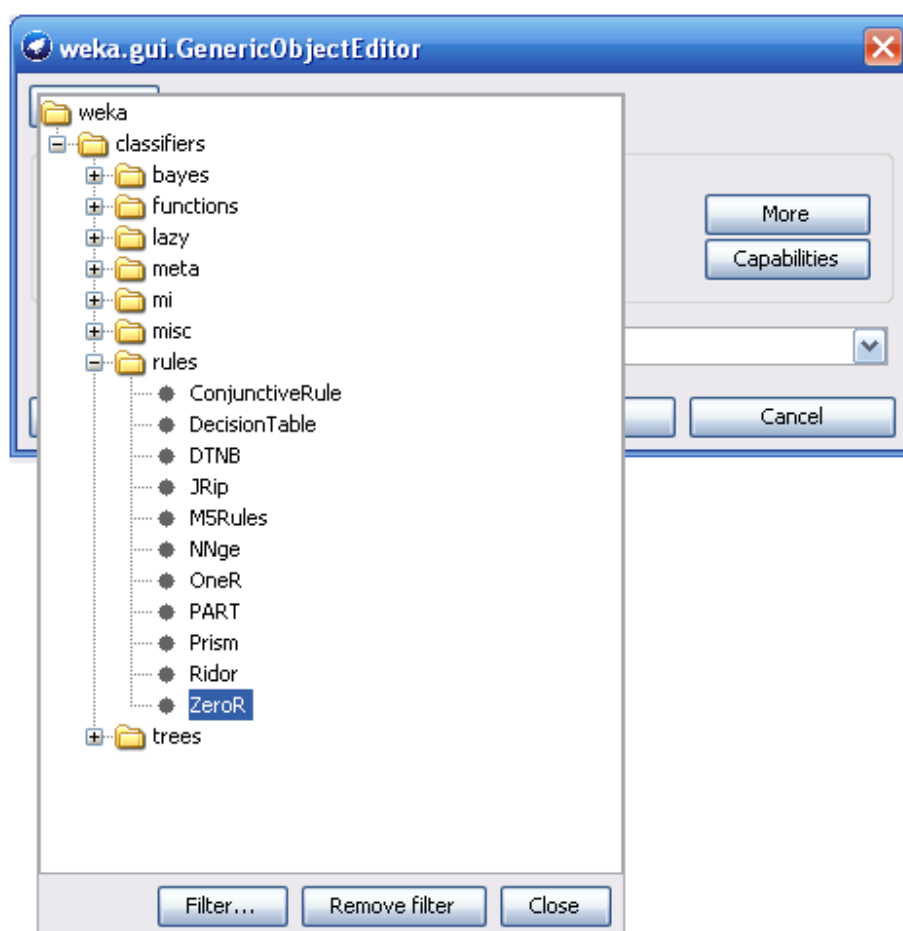 weka.gui.GenericObjectEditor
weka
classifiers
bayes
functions
lazy
meta
mi
misc
rules
ConjunctiveRule
DecisionTable
DTNB
JRip
M5Rules
NNge
OneR
PART
Prism
Ridor
ZeroR
trees
More
Capabilities
Cancel
Filter...
Remove filter
Close